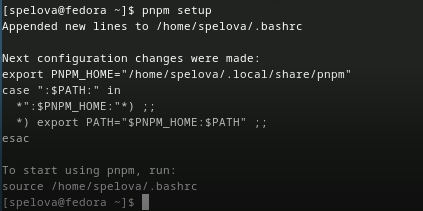 [spelova@fedora ~]$ pnpm setup
Appended new lines to /home/spelova/.bashrc

Next configuration changes were made:
export PNPM_HOME="/home/spelova/.local/share/pnpm"
case ":$PATH:" in
  *":$PNPM_HOME:"*) ;;
  *) export PATH="$PNPM_HOME:$PATH" ;;
esac

To start using pnpm, run:
source /home/spelova/.bashrc
[spelova@fedora ~]$